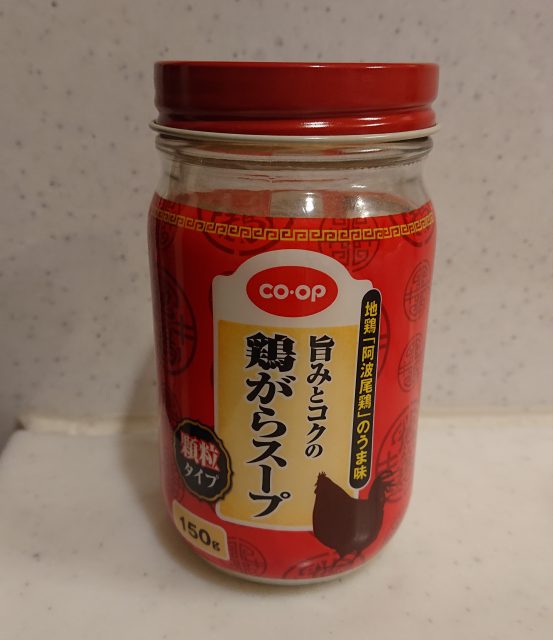 CO·OP
地鶏「阿波尾鶏」のうま味
旨みとコクの
鶏がらスープ
顆粒
タイプ
150g